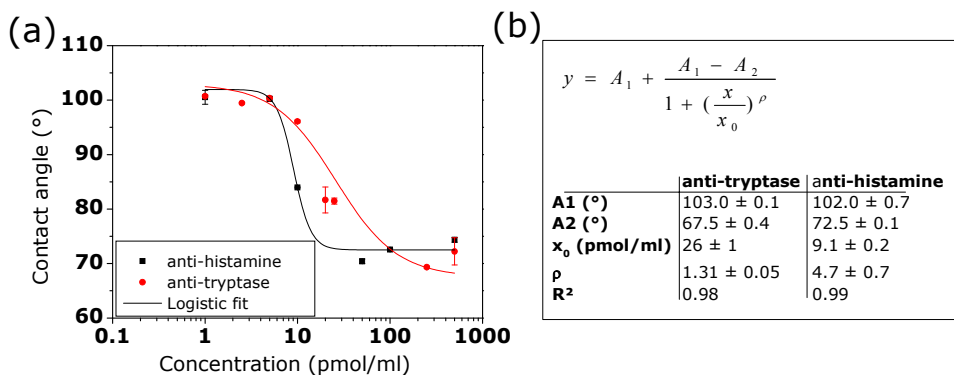 (a)
110
100
90
80
70
60
Contact angle (°)
anti-histamine
anti-tryptase
Logistic fit
0.1 1 10 100 1000
Concentration (pmol/ml)
(b)
y = A1 + A1 − A2
1 + (x/x0)^ρ
anti-tryptase anti-histamine
A1 (°) 103.0 ± 0.1 102.0 ± 0.7
A2 (°) 67.5 ± 0.4 72.5 ± 0.1
x0 (pmol/ml) 26 ± 1 9.1 ± 0.2
ρ 1.31 ± 0.05 4.7 ± 0.7
R² 0.98 0.99